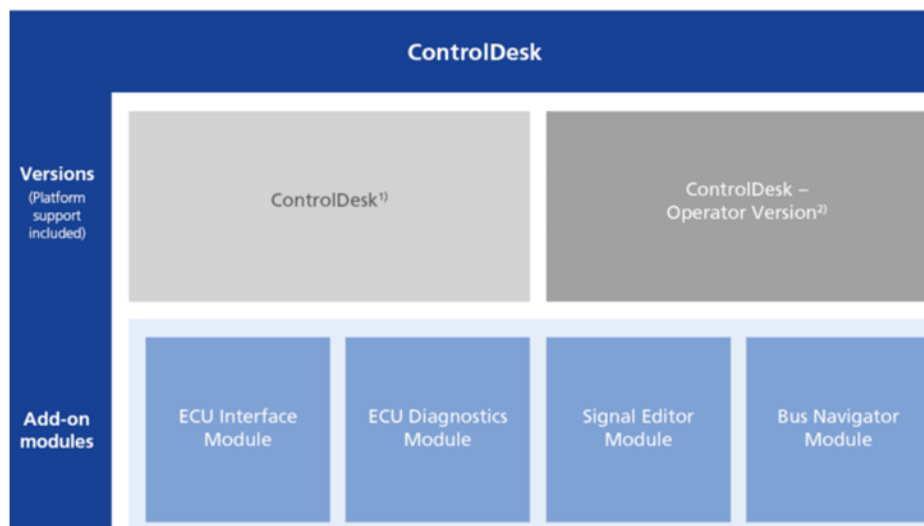 ControlDesk
Versions
(Platform
support
included)
ControlDesk¹⁾
ControlDesk –
Operator Version²⁾
Add-on
modules
ECU Interface
Module
ECU Diagnostics
Module
Signal Editor
Module
Bus Navigator
Module